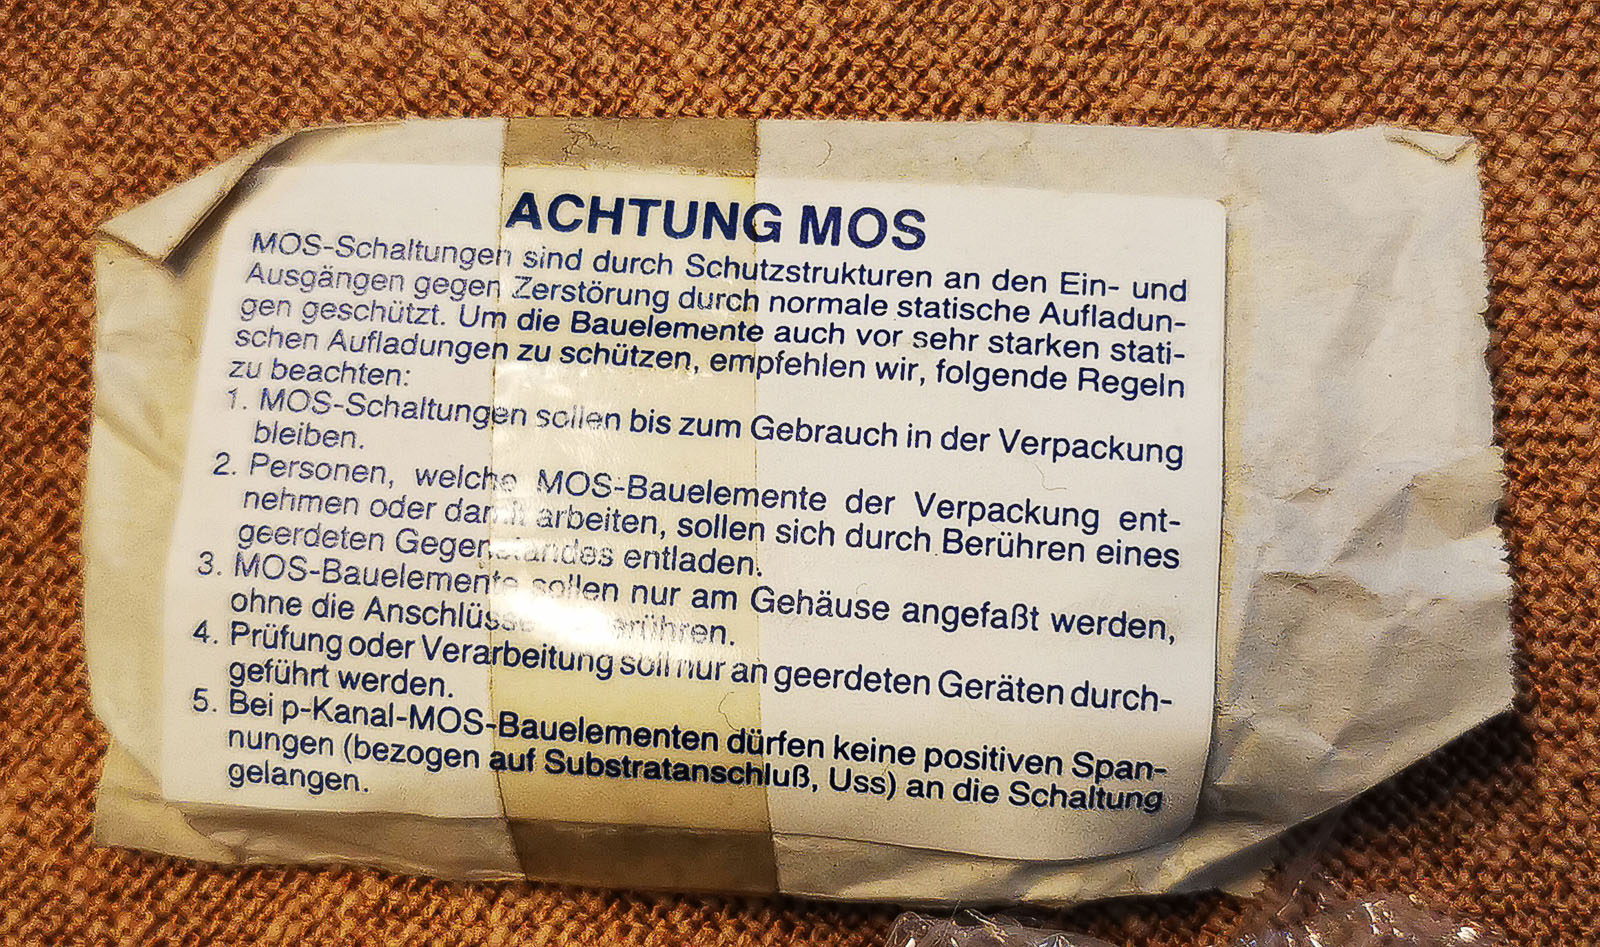 ACHTUNG MOS
MOS-Schaltungen sind durch Schutzstrukturen an den Ein- und
Ausgängen gegen Zerstörung durch normale statische Aufladun-
gen geschützt. Um die Bauelemente auch vor sehr starken stati-
schen Aufladungen zu schützen, empfehlen wir, folgende Regeln
zu beachten:
1. MOS-Schaltungen sollen bis zum Gebrauch in der Verpackung
bleiben.
2. Personen, welche MOS-Bauelemente der Verpackung ent-
nehmen oder damit arbeiten, sollen sich durch Berühren eines
geerdeten Gegenstandes entladen.
3. MOS-Bauelemente sollen nur am Gehäuse angefaßt werden,
ohne die Anschlüsse berühren.
4. Prüfung oder Verarbeitung soll nur an geerdeten Geräten durch-
geführt werden.
5. Bei p-Kanal-MOS-Bauelementen dürfen keine positiven Span-
nungen (bezogen auf Substratanschluß, Uss) an die Schaltung
gelangen.